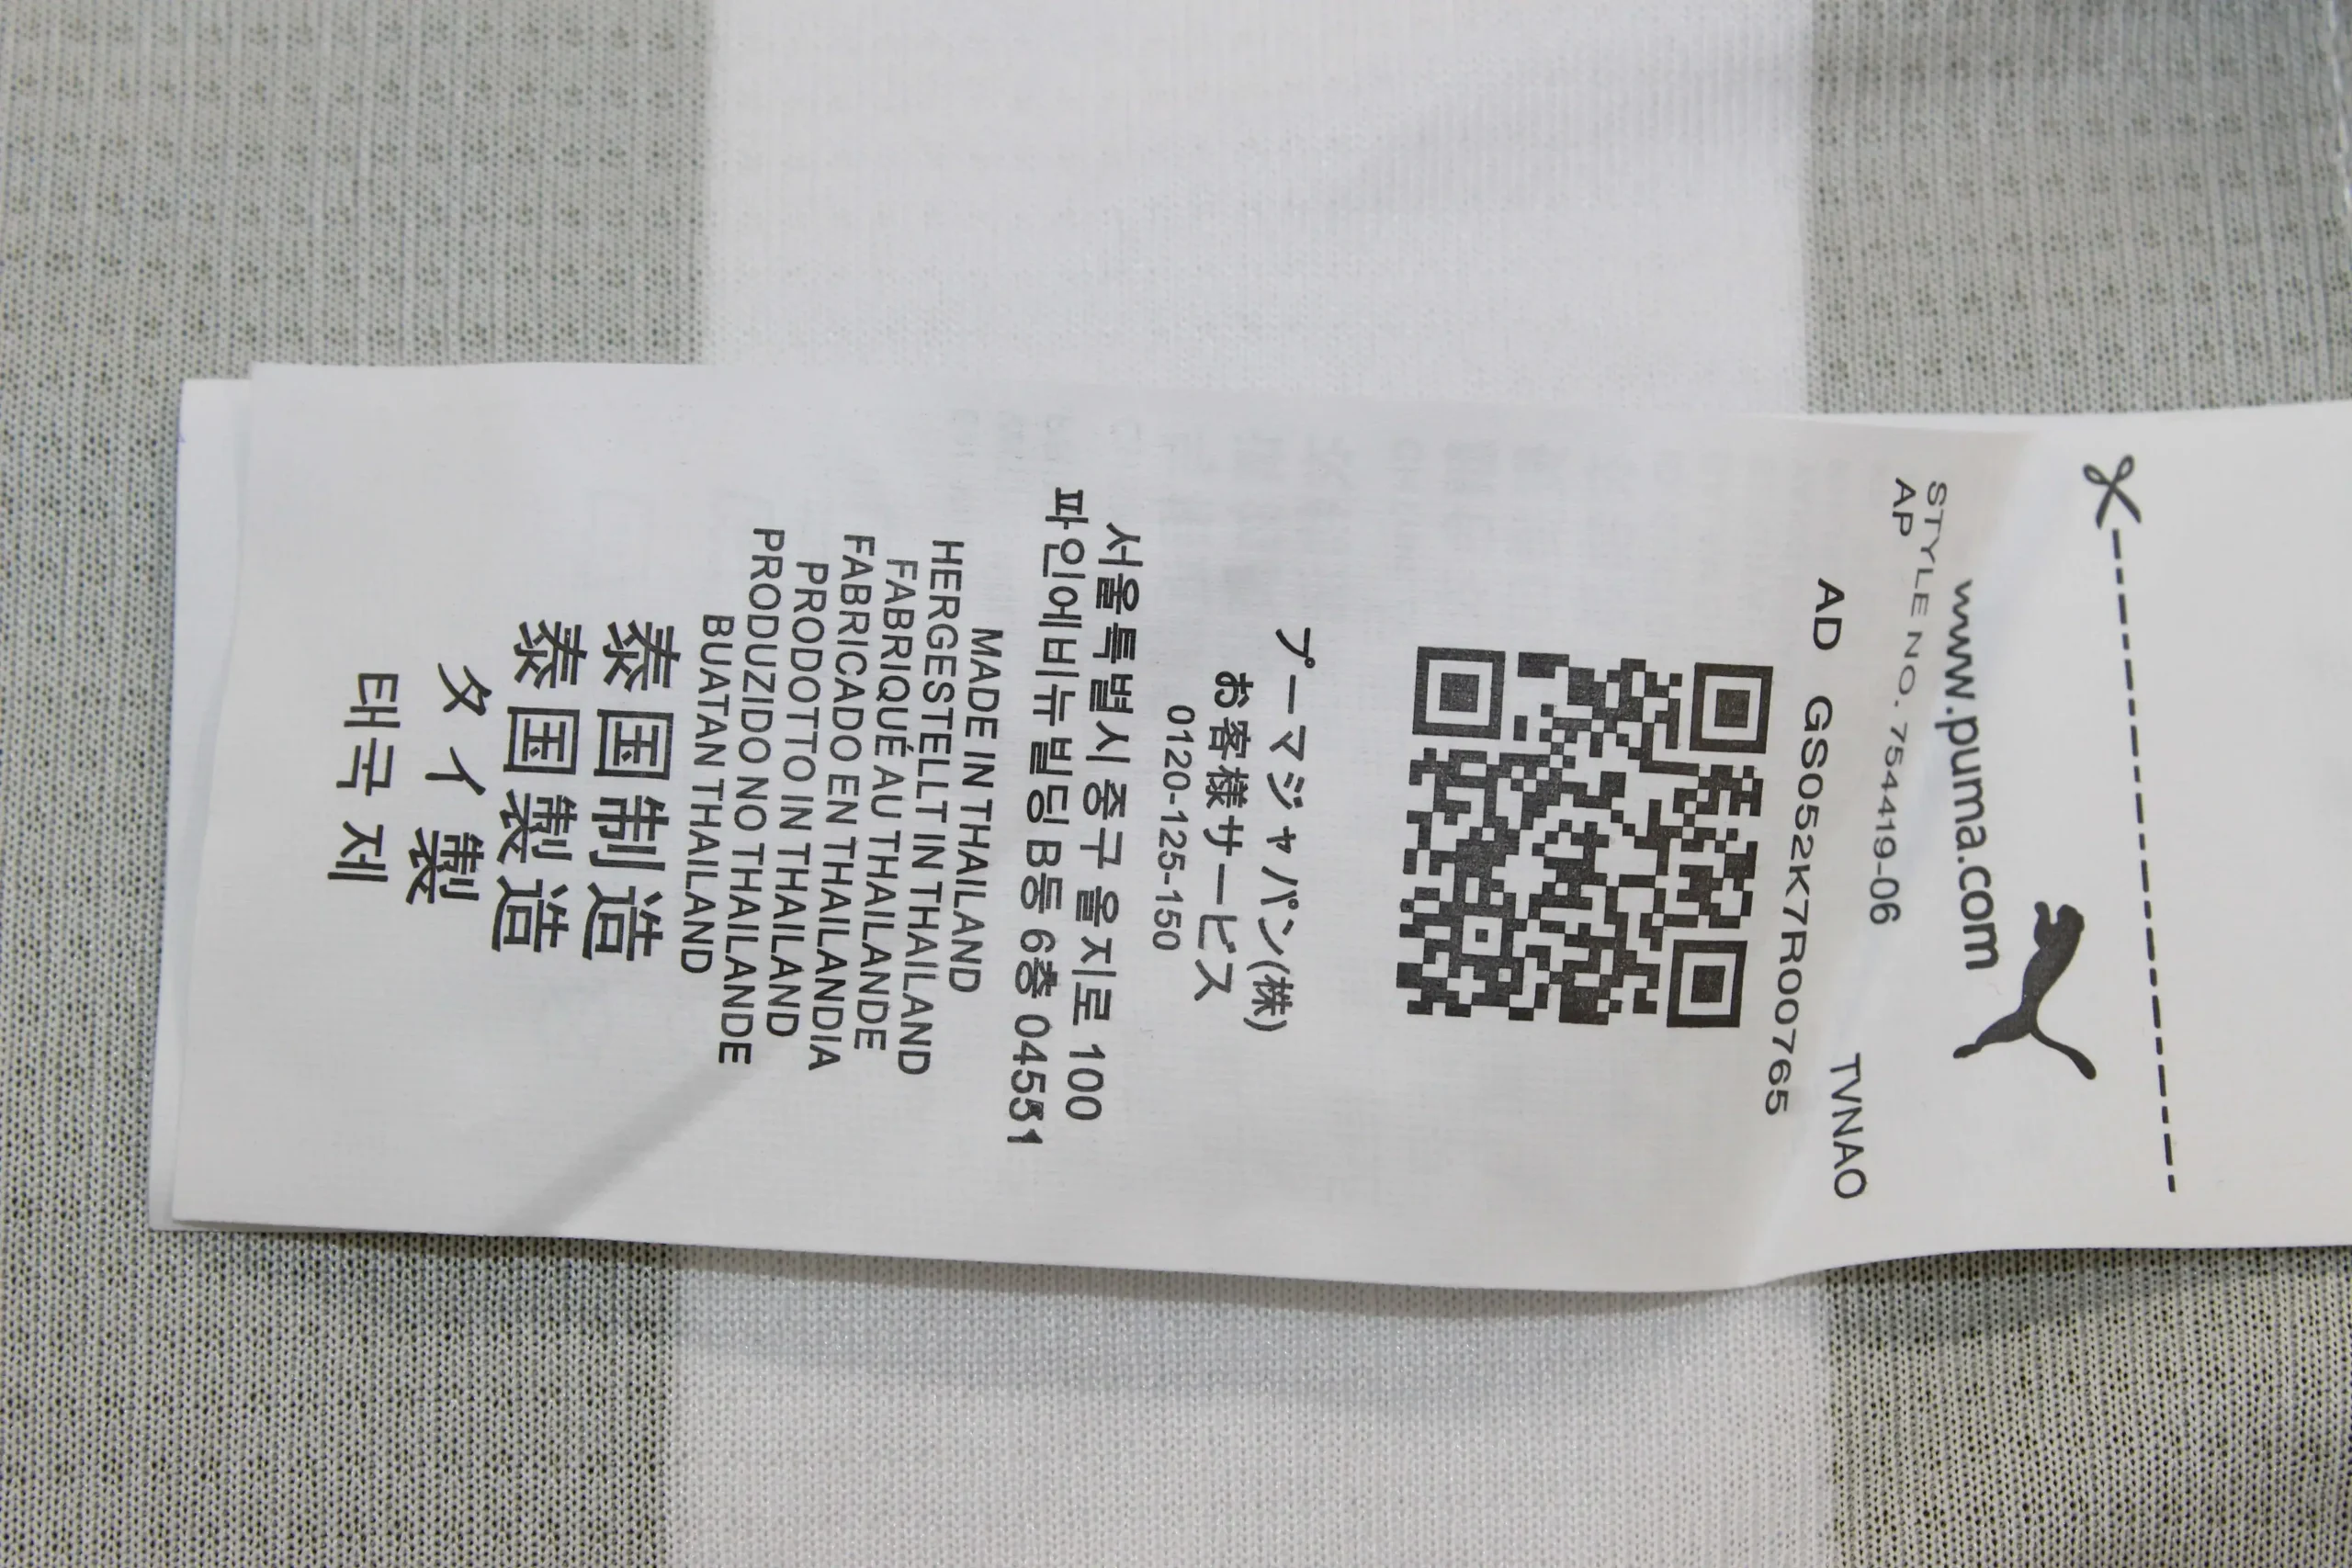 www.puma.com
STYLE NO. 754419-06
AP
TVNAO
AD GS052K7R00765
プーマジャパン(株)
お客様サービス
0120-125-150
서울특별시 중구 을지로 100
파인에비뉴 빌딩 B동 6층 04551
MADE IN THAILAND
HERGESTELLT IN THAILAND
FABRIQUÉ AU THAILANDE
FABRICADO EN THAILANDIA
PRODOTTO IN THAILAND
PRODUZIDO NO THAILANDE
BUATAN THAILAND
泰国制造
泰国製造
タイ製
태국제